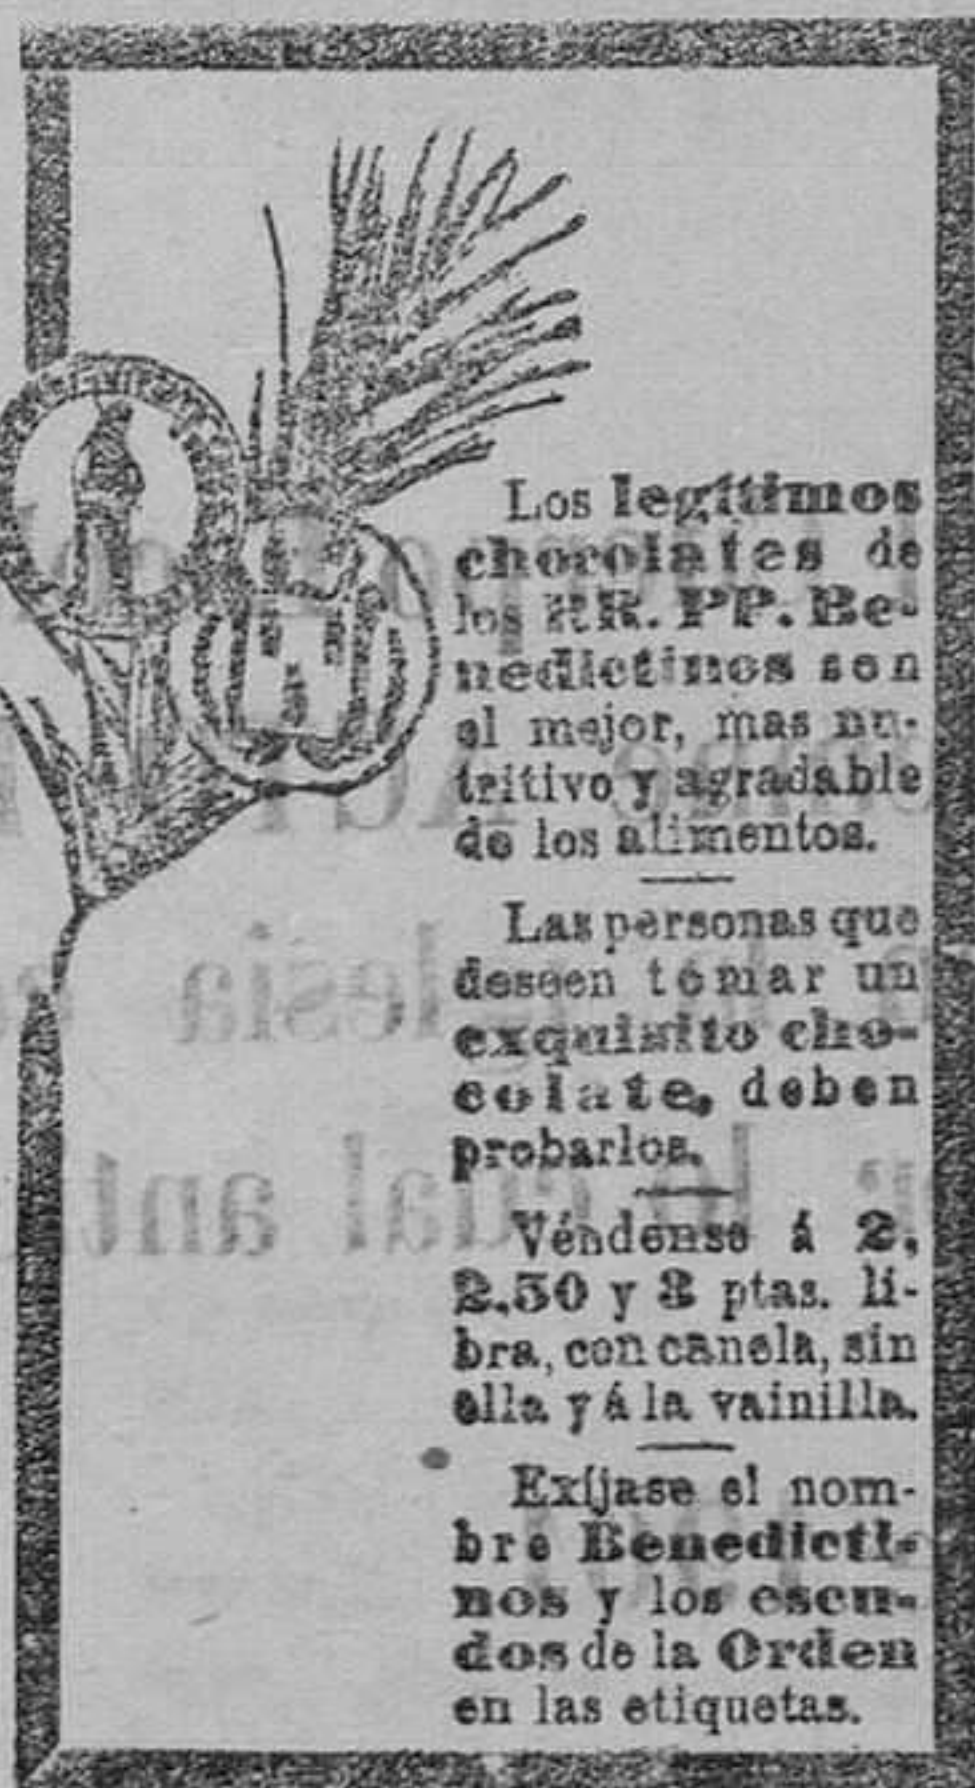 Los legítimos
chocolates de
los RR. PP. Be-
nedictinos son
el mejor, mas nu-
tritivo y agradable
de los alimentos.
Las personas que
deseen tomar un
exquisito cho-
colate, deben
probarlos.
Véndense á 2,
2.50 y 3 ptas. li-
bra, con canela, sin
ella y á la vainilla.
Exíjase el nom-
bre Benedicti-
nos y los escu-
dos de la Orden
en las etiquetas.